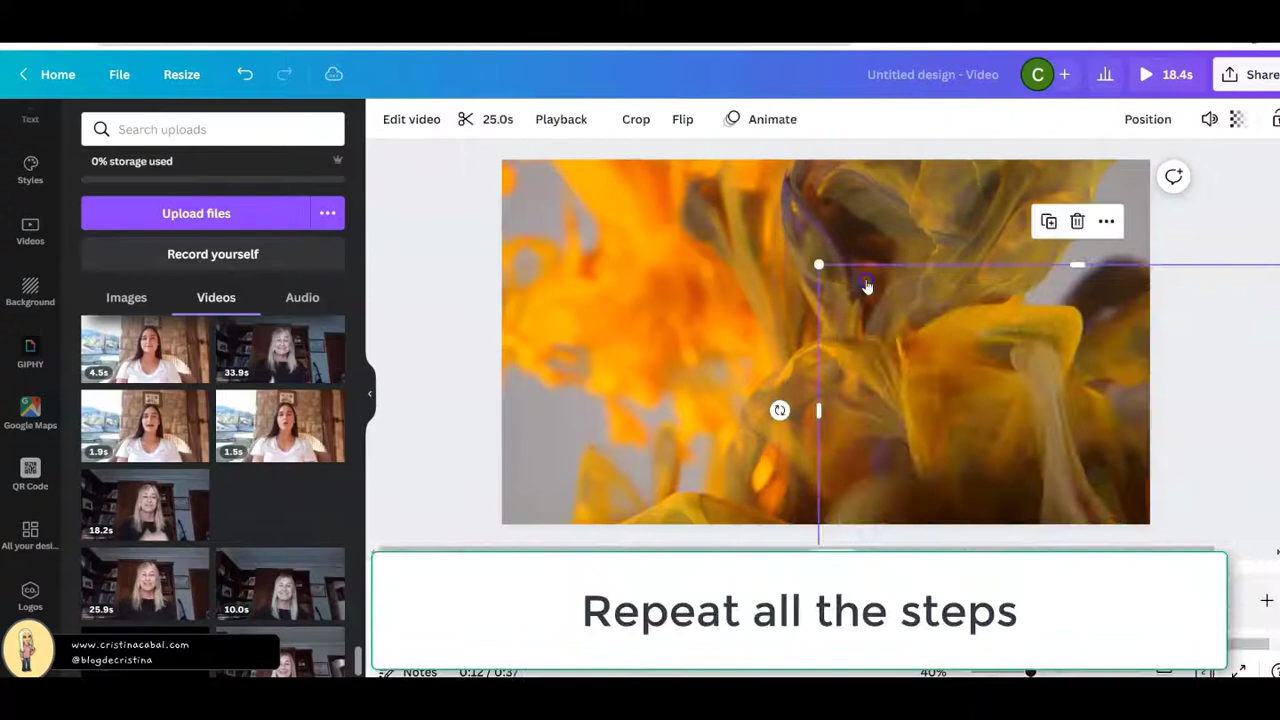 Home
File
Resize
Untitled design - Video
C
18.4s
Share
Text
Styles
Videos
Background
GIPHY
Google Maps
QR Code
All your desi...
Logos
Search uploads
0% storage used
Upload files
Record yourself
Images
Videos
Audio
4.5s
33.9s
1.9s
1.5s
18.2s
25.9s
10.0s
Edit video
25.0s
Playback
Crop
Flip
Animate
Position
Repeat all the steps
www.cristinacabal.com
@blogdecristina
Notes
0:12 / 0:37
40%